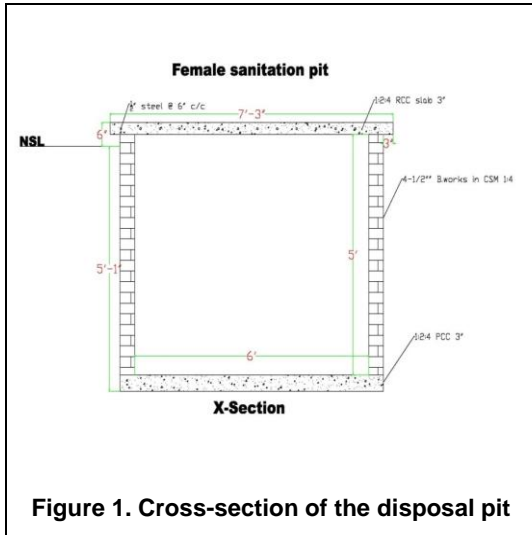 Female sanitation pit
steel @ 6" c/c
7'-3"
1:2:4 RCC slab 3"
6"
NSL
3"
4-1/2"" B.works in CSM 1:4
5'-1"
5'
6'
1:2:4 PCC 3"
X-Section
Figure 1. Cross-section of the disposal pit